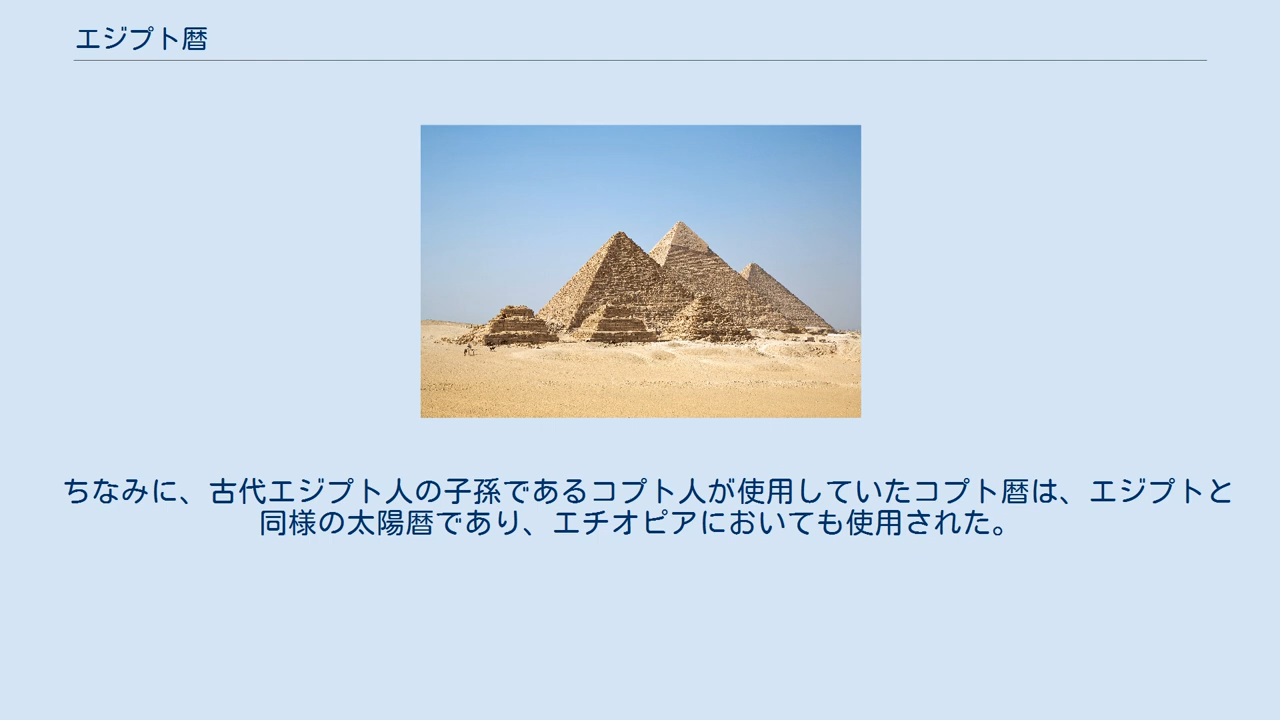 エジプト暦
ちなみに、古代エジプト人の子孫であるコプト人が使用していたコプト暦は、エジプトと
同様の太陽暦であり、エチオピアにおいても使用された。